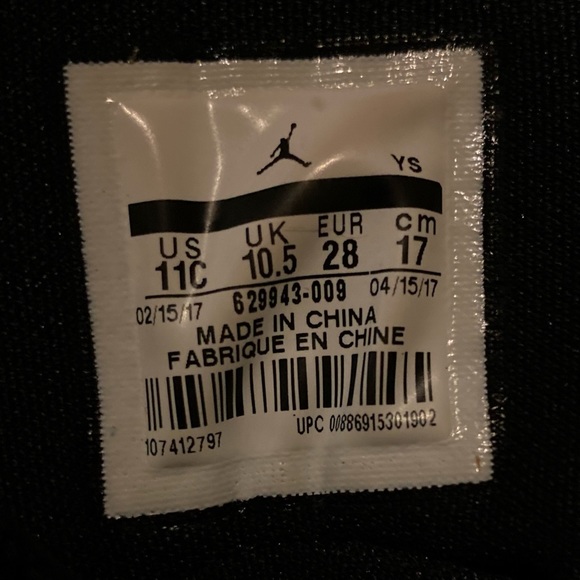 YS
US UK EUR cm
11C 10.5 28 17
02/15/17 629943-009 04/15/17
MADE IN CHINA
FABRIQUE EN CHINE
107412797 UPC 00886915301902